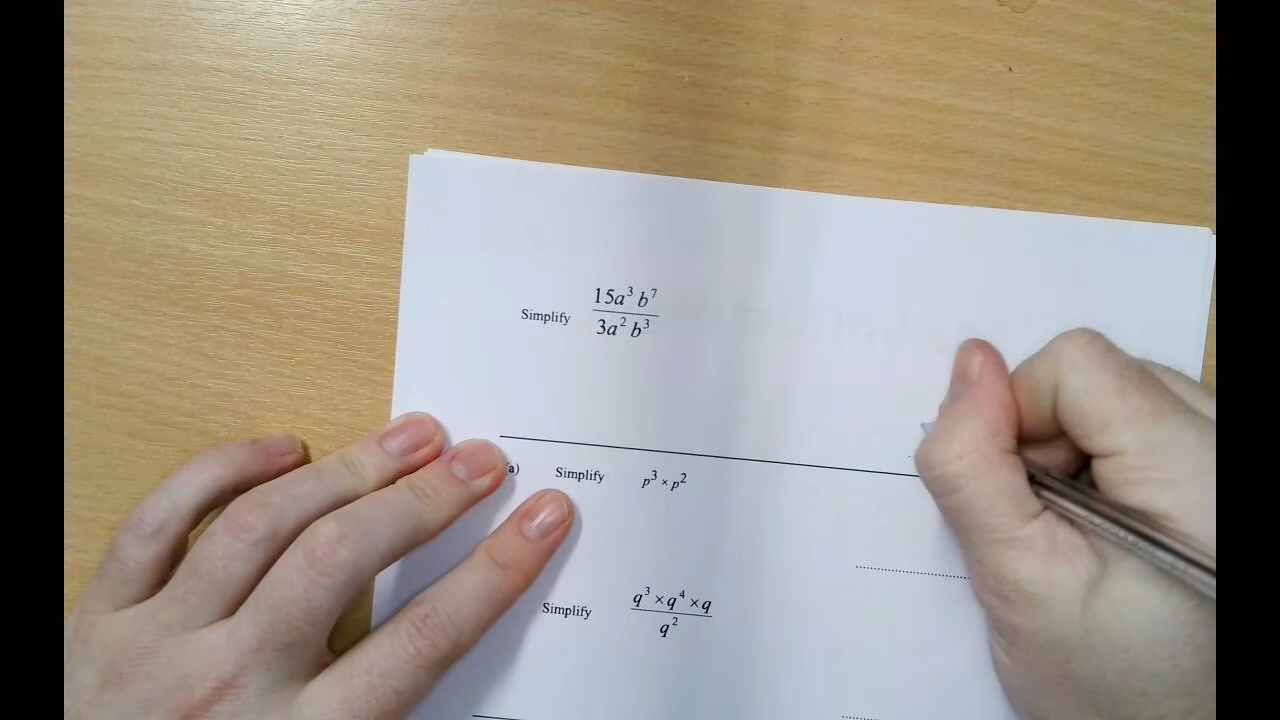 Simplify 15a³b⁷ / 3a²b³
(a) Simplify p³ × p²
Simplify q³ × q⁴ × q / q²